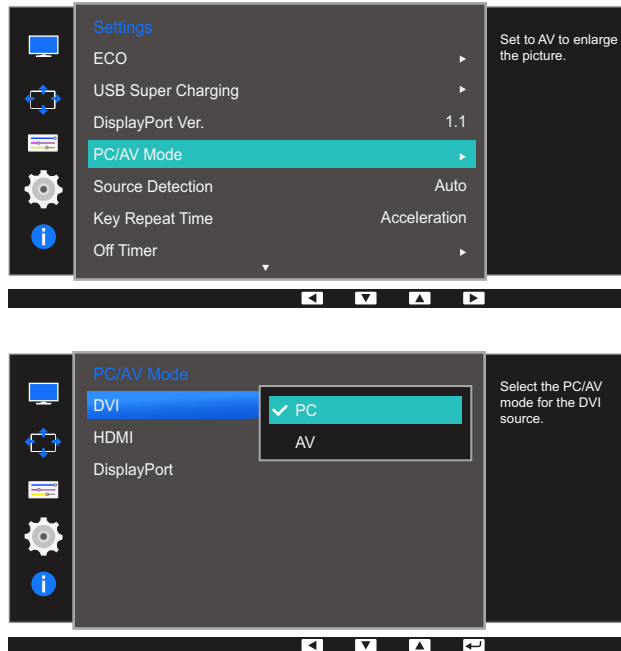 Settings
Set to AV to enlarge
the picture.
ECO
USB Super Charging
DisplayPort Ver. 1.1
PC/AV Mode
Source Detection Auto
Key Repeat Time Acceleration
Off Timer
PC/AV Mode
Select the PC/AV
mode for the DVI
source.
DVI
PC
HDMI
AV
DisplayPort